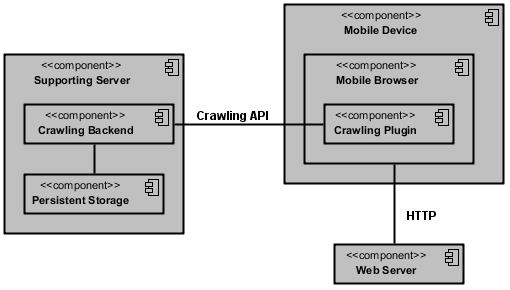 <<component>>
Mobile Device
<<component>>
Supporting Server
<<component>>
Mobile Browser
<<component>>
Crawling Backend
Crawling API
<<component>>
Crawling Plugin
<<component>>
Persistent Storage
HTTP
<<component>>
Web Server